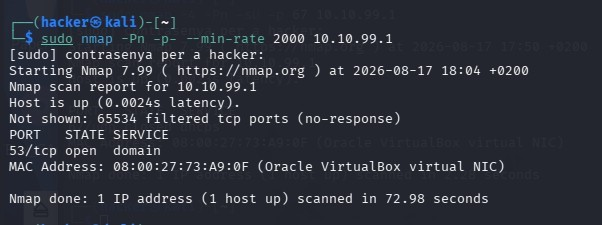 ┌──(hacker㉿kali)-[~]
└─$ sudo nmap -Pn -p- --min-rate 2000 10.10.99.1
[sudo] contrasenya per a hacker:
Starting Nmap 7.99 ( https://nmap.org ) at 2026-08-17 18:04 +0200
Nmap scan report for 10.10.99.1
Host is up (0.0024s latency).
Not shown: 65534 filtered tcp ports (no-response)
PORT   STATE SERVICE
53/tcp open  domain
MAC Address: 08:00:27:73:A9:0F (Oracle VirtualBox virtual NIC)

Nmap done: 1 IP address (1 host up) scanned in 72.98 seconds